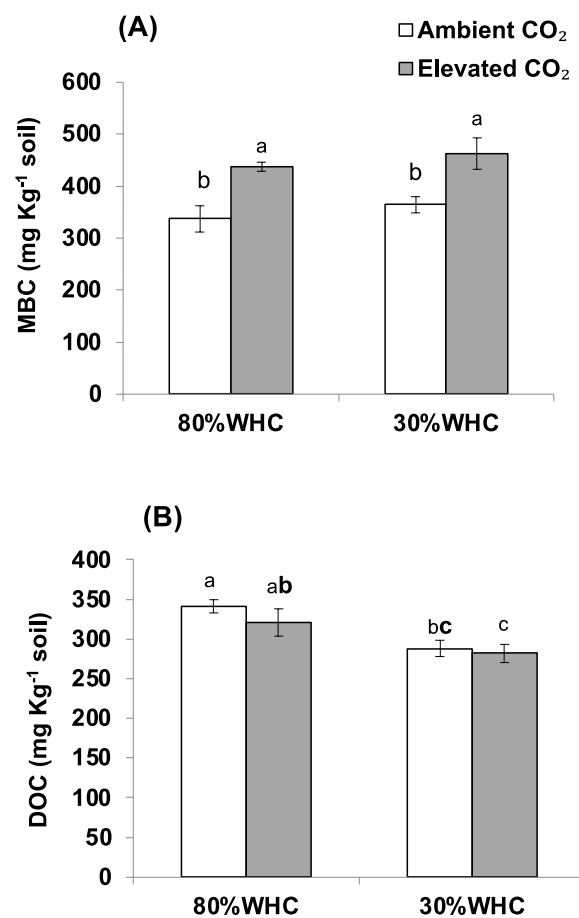 (A)
Ambient CO₂
Elevated CO₂
MBC (mg Kg⁻¹ soil)
600
500
400
300
200
100
0
b
a
b
a
80%WHC
30%WHC
(B)
DOC (mg Kg⁻¹ soil)
400
350
300
250
200
150
100
50
0
a
ab
bc
c
80%WHC
30%WHC